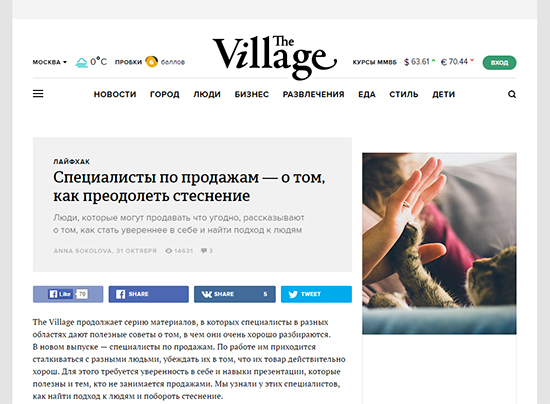 The Village
МОСКВА 0°C ПРОБКИ баллов КУРСЫ ММВБ $ 63.61 € 70.44 ВХОД
НОВОСТИ ГОРОД ЛЮДИ БИЗНЕС РАЗВЛЕЧЕНИЯ ЕДА СТИЛЬ ДЕТИ
ЛАЙФХАК
Специалисты по продажам — о том,
как преодолеть стеснение
Люди, которые могут продавать что угодно, рассказывают
о том, как стать увереннее в себе и найти подход к людям
ANNA SOKOLOVA, 31 ОКТЯБРЯ 14631 3
Like 76 SHARE SHARE 5 TWEET
The Village продолжает серию материалов, в которых специалисты в разных
областях дают полезные советы о том, в чем они очень хорошо разбираются.
В новом выпуске — специалисты по продажам. По работе им приходится
сталкиваться с разными людьми, убеждать их в том, что их товар действительно
хорош. Для этого требуется уверенность в себе и навыки презентации, которые
полезны и тем, кто не занимается продажами. Мы узнали у этих специалистов,
как найти подход к людям и побороть стеснение.